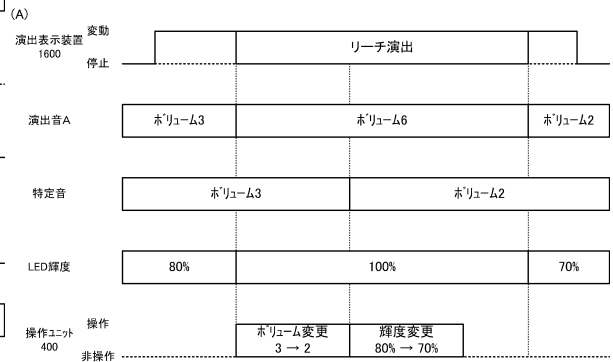 (A)
演出表示装置
1600
変動
停止
リーチ演出
演出音A
ボリューム3
ボリューム6
ボリューム2
特定音
ボリューム3
ボリューム2
LED輝度
80%
100%
70%
操作ユニット
400
操作
非操作
ボリューム変更
3 → 2
輝度変更
80% → 70%